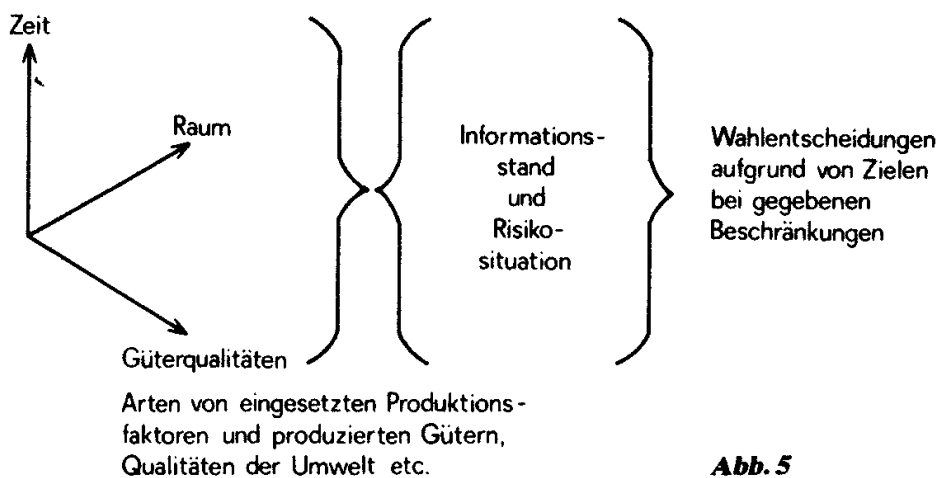 Zeit
Raum
Güterqualitäten
Arten von eingesetzten Produktions-
faktoren und produzierten Gütern,
Qualitäten der Umwelt etc.
Informations-
stand
und
Risiko-
situation
Wahlentscheidungen
aufgrund von Zielen
bei gegebenen
Beschränkungen
Abb. 5